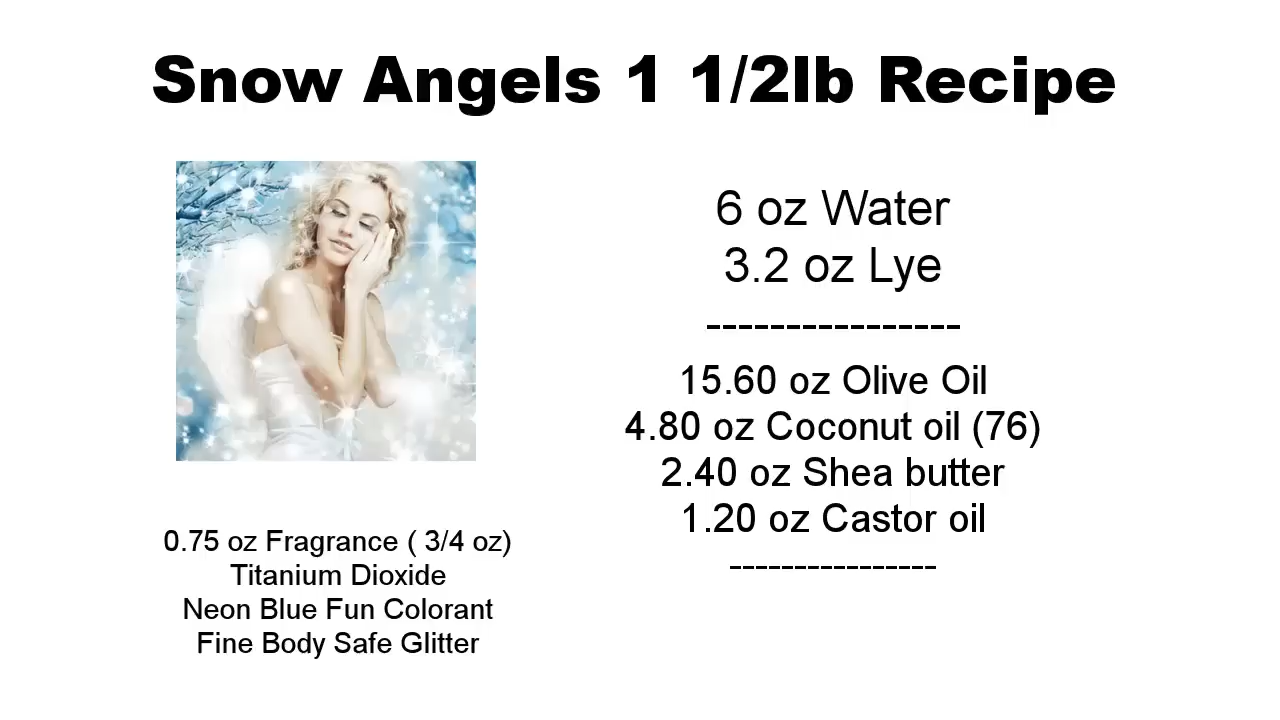 Snow Angels 1 1/2lb Recipe
6 oz Water
3.2 oz Lye
----------------
15.60 oz Olive Oil
4.80 oz Coconut oil (76)
2.40 oz Shea butter
1.20 oz Castor oil
----------------
0.75 oz Fragrance ( 3/4 oz)
Titanium Dioxide
Neon Blue Fun Colorant
Fine Body Safe Glitter